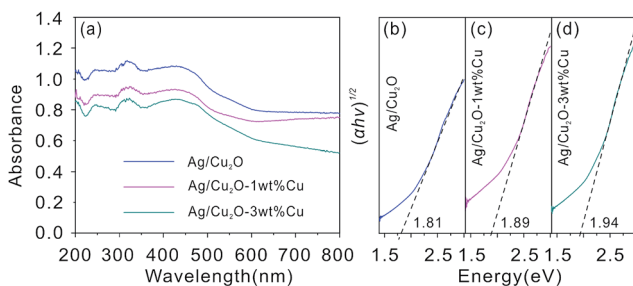 (a)
1.4
1.2
1.0
0.8
0.6
0.4
0.2
0.0
Absorbance
Ag/Cu₂O
Ag/Cu₂O-1wt%Cu
Ag/Cu₂O-3wt%Cu
200 300 400 500 600 700 800
Wavelength(nm)
(b) (c) (d)
(αhv)^1/2
Ag/Cu₂O
Ag/Cu₂O-1wt%Cu
Ag/Cu₂O-3wt%Cu
1.81 1.89 1.94
1.5 2.5 1.5 2.5 1.5 2.5
Energy(eV)